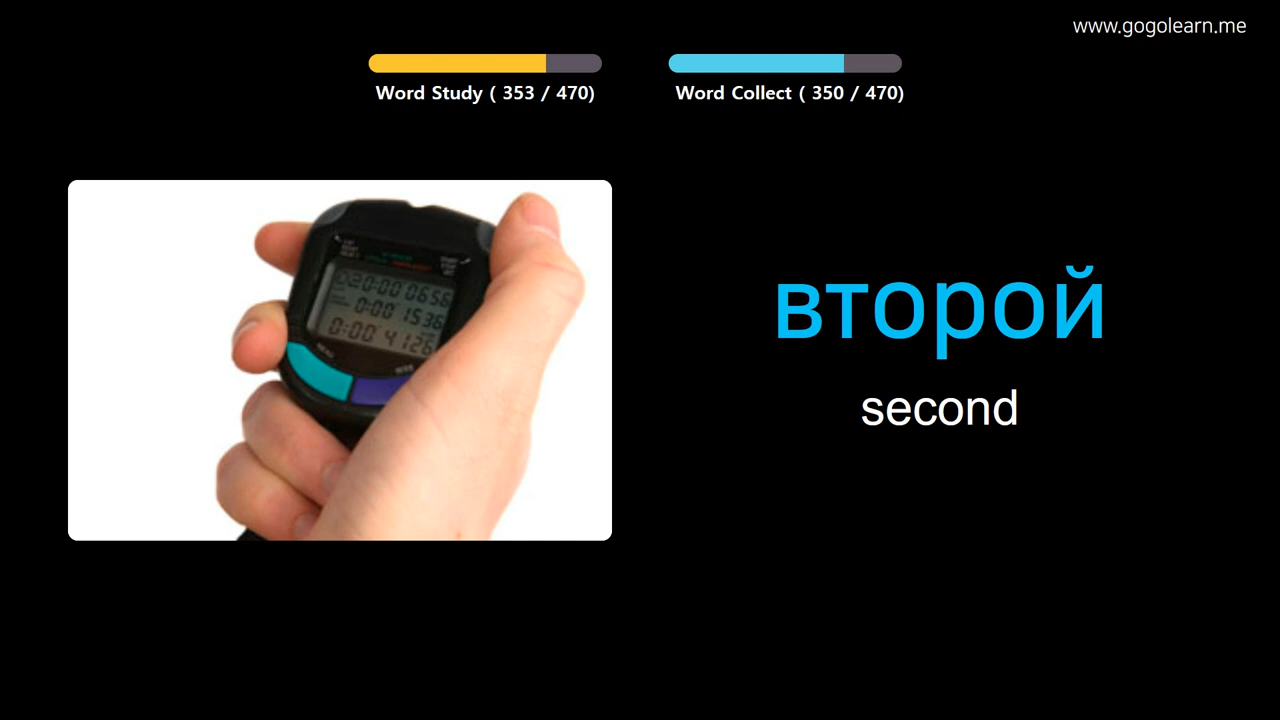 www.gogolearn.me
Word Study ( 353 / 470)
Word Collect ( 350 / 470)
второй
second